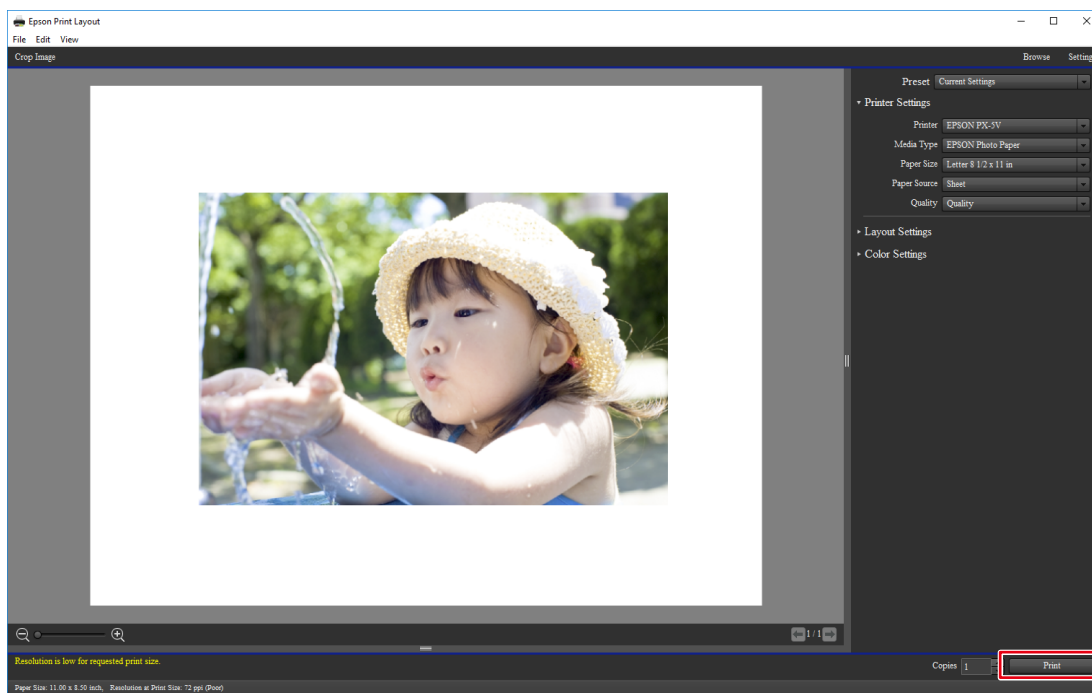 Epson Print Layout
File Edit View
Crop Image Browse Setting
Preset Current Settings
Printer Settings
Printer EPSON PX-5V
Media Type EPSON Photo Paper
Paper Size Letter 8 1/2 x 11 in
Paper Source Sheet
Quality Quality
Layout Settings
Color Settings
1 / 1
Resolution is low for requested print size.
Copies 1 Print
Paper Size: 11.00 x 8.50 inch, Resolution at Print Size: 72 ppi (Poor)